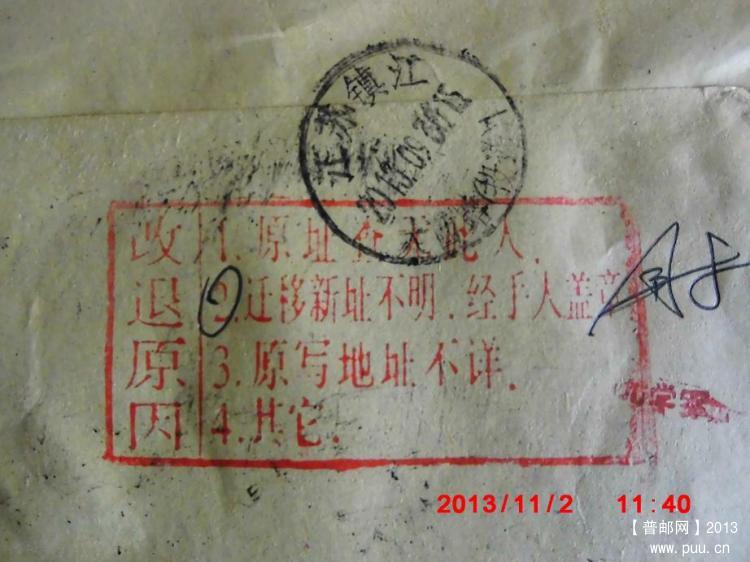 江苏镇江
改退原因
1. 原址查无此人.
2. 迁移新址不明. 经手人盖章
3. 原写地址不详.
4. 其它.
2013/11/2 11:40
【普邮网】2013
www.puu.cn